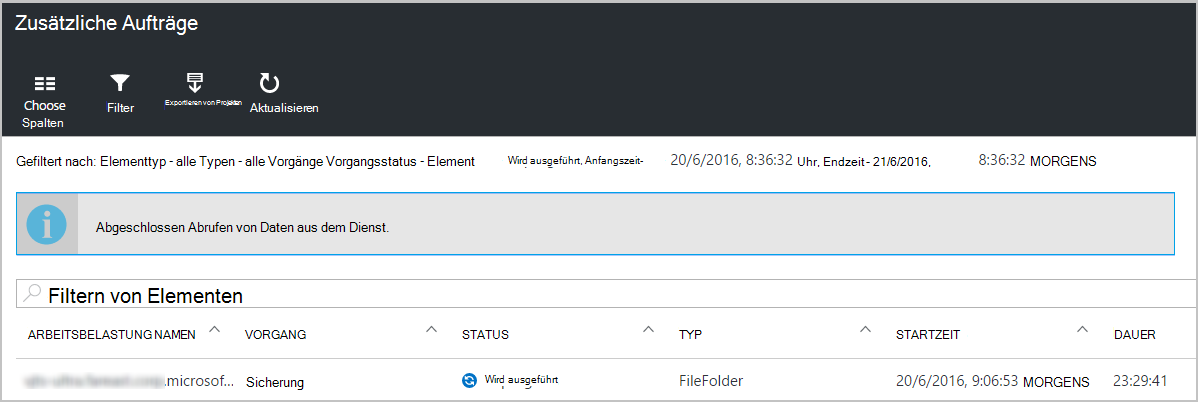 Zusätzliche Aufträge
Choose Spalten Filter Exportieren von Projekten Aktualisieren
Gefiltert nach: Elementtyp - alle Typen - alle Vorgänge Vorgangsstatus - Element Wird ausgeführt, Anfangszeit- 20/6/2016, 8:36:32 Uhr, Endzeit - 21/6/2016, 8:36:32 MORGENS
Abgeschlossen Abrufen von Daten aus dem Dienst.
Filtern von Elementen
ARBEITSBELASTUNG NAMEN VORGANG STATUS TYP STARTZEIT DAUER
.microsof... Sicherung Wird ausgeführt FileFolder 20/6/2016, 9:06:53 MORGENS 23:29:41